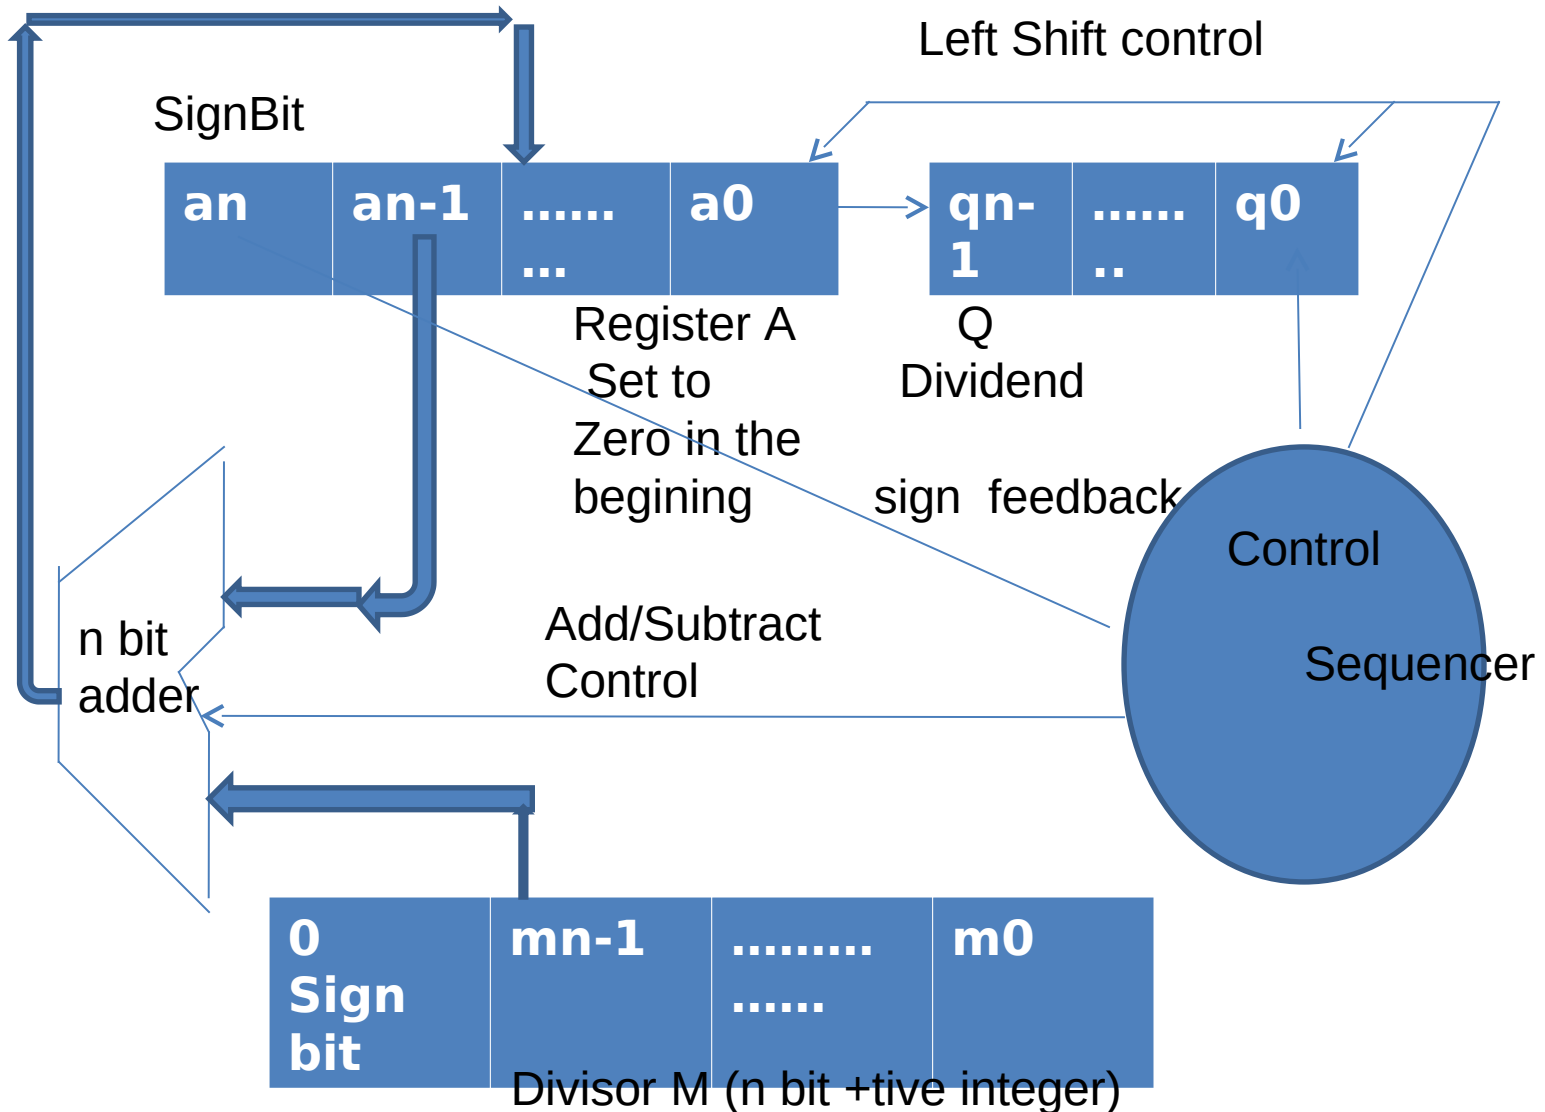 Left Shift control
SignBit
an
an-1
......
...
a0
qn-
1
......
..
q0
Register A
Set to
Zero in the
begining
Q
Dividend
sign feedback
Control
Sequencer
n bit
adder
Add/Subtract
Control
0
Sign
bit
mn-1
.........
......
m0
Divisor M (n bit +tive integer)